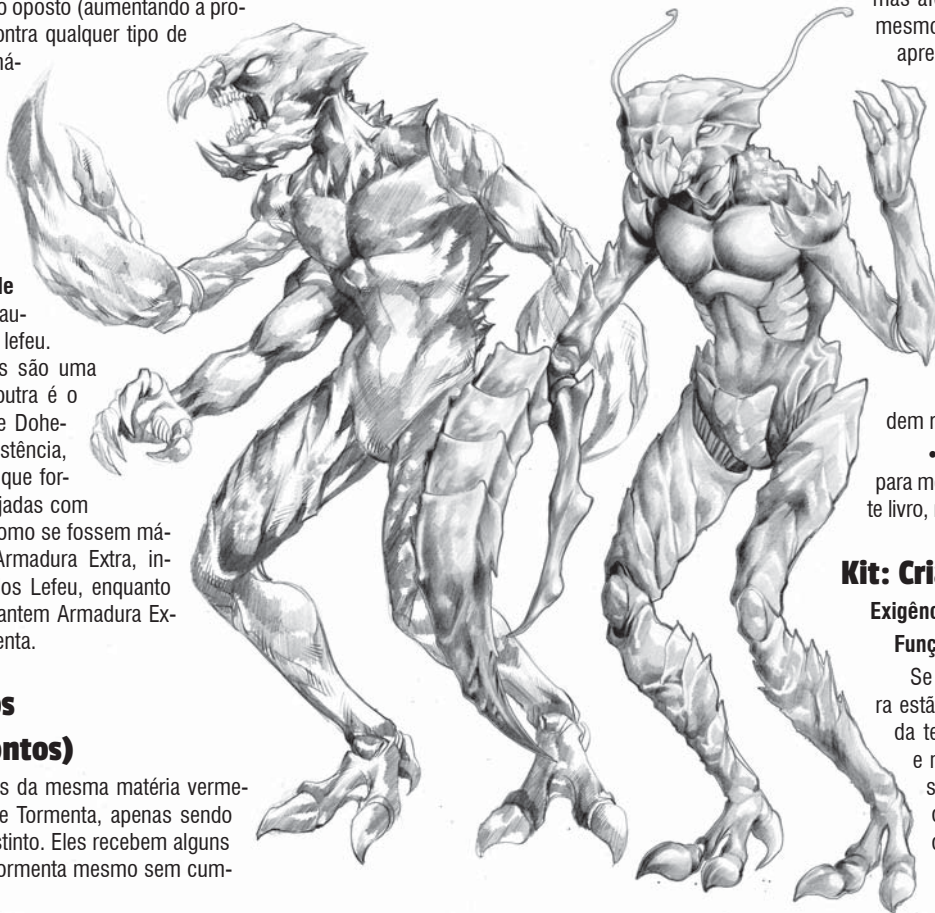 o oposto (aumentando a pro-
ontra qualquer tipo de
má-
le
au-
lefeu.
s são uma
outra é o
e Dohe-
stência,
que for-
jadas com
omo se fossem má-
Armadura Extra, in-
os Lefeu, enquanto
antem Armadura Ex-
enta.
os
ontos)
s da mesma matéria verme-
e Tormenta, apenas sendo
stinto. Eles recebem alguns
ormenta mesmo sem cum-
mesmo
apre
dem r
•
para m
te livro,
Kit: Cria
Exigênc
Funç
Se
ra estã
da te
e r
s